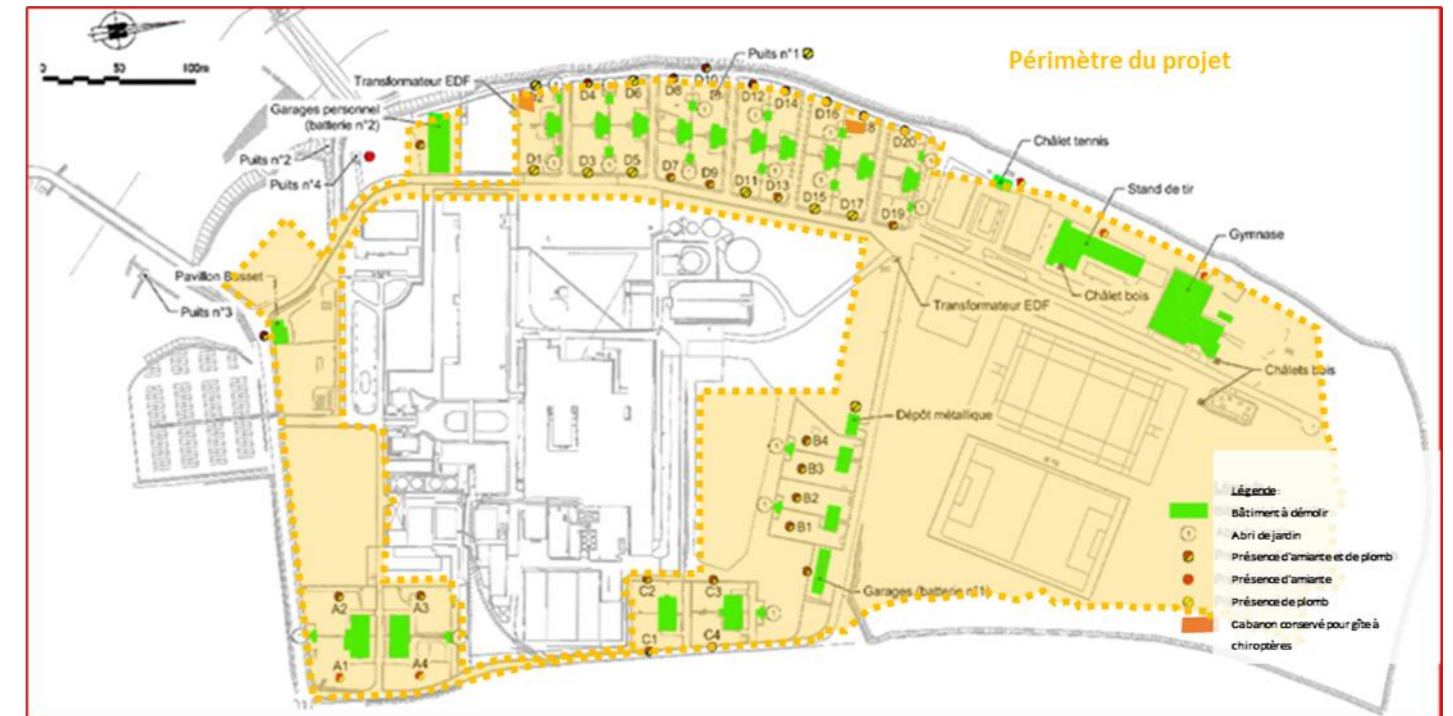 0 50 100m
Périmètre du projet
Puits n°1
Transformateur EDF
Garages personnel
(batterie n°2)
Puits n°2
Puits n°4
D4
D6
D8
D10
D12
D14
D16
D20
D1
D3
D5
D7
D9
D11
D13
D15
D17
D19
Châlet tennis
Stand de tir
Gymnase
Pavillon Busset
Puits n°3
Transformateur EDF
Châlet bois
Châlets bois
Dépôt métallique
B4
B3
B2
B1
Garages (batterie n°1)
A2
A3
A1
A4
C2
C3
C1
C4
Légende
Bâtiment à démolir
1 Abri de jardin
Présence d'amiante et de plomb
Présence d'amiante
Présence de plomb
Cabanon conservé pour gîte à
chiroptères